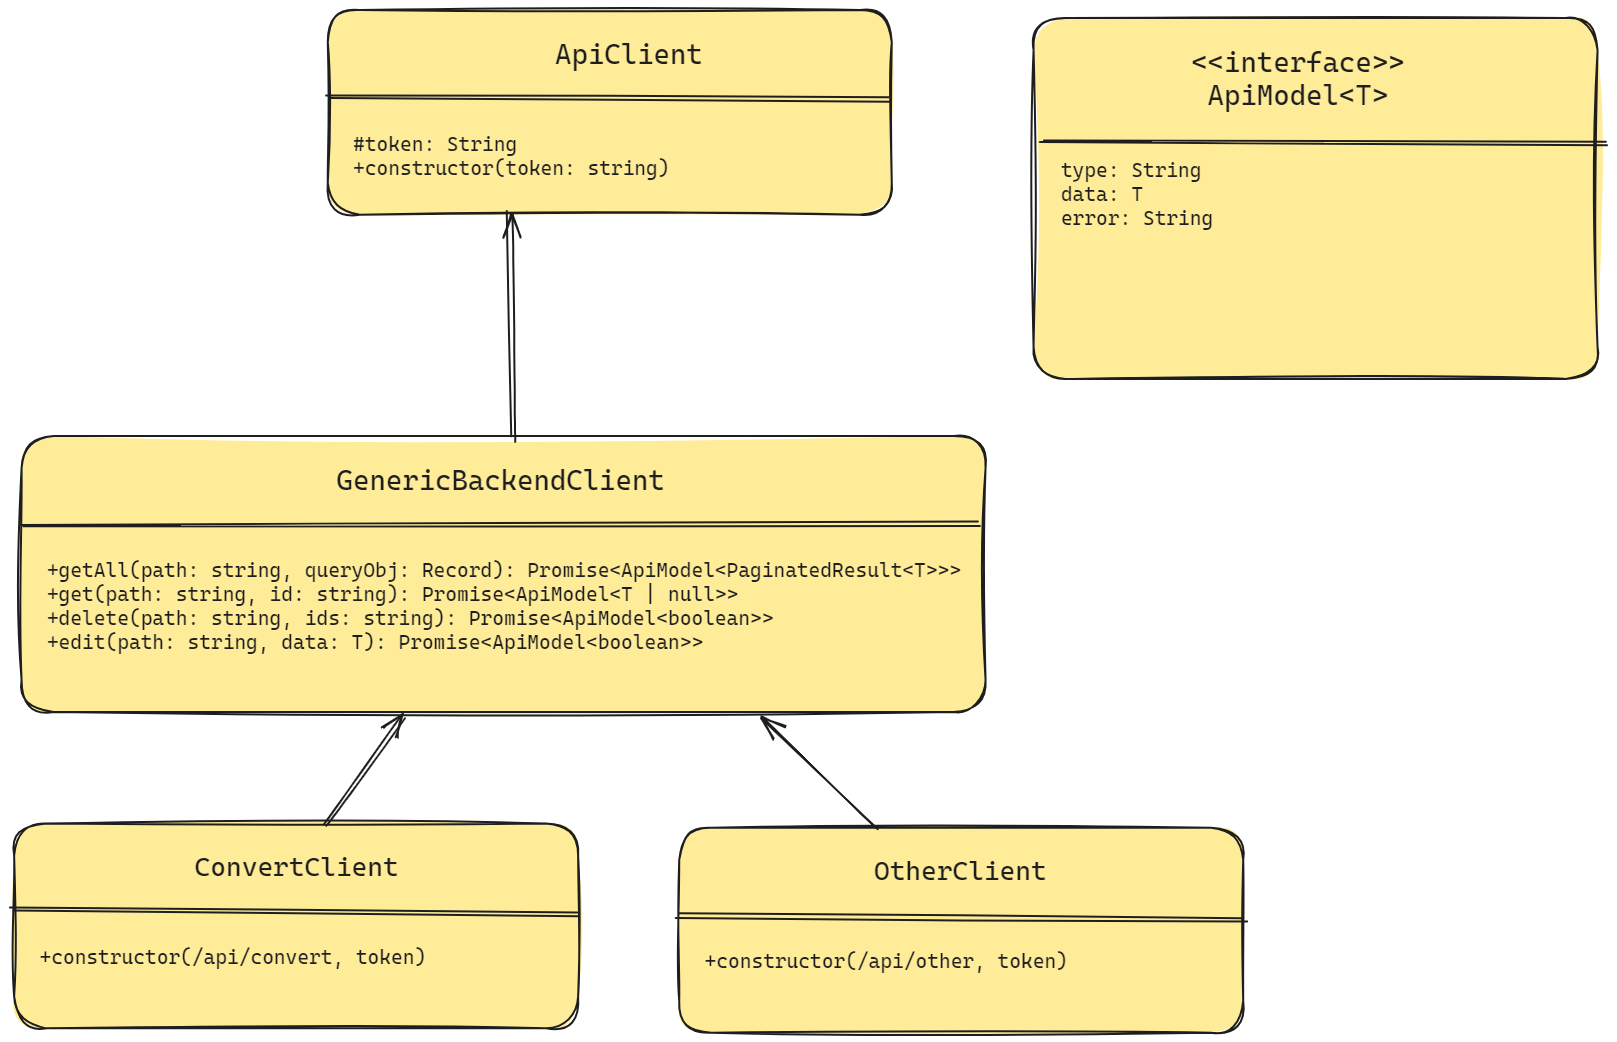 ApiClient
#token: String
+constructor(token: string)
<<interface>>
ApiModel<T>
type: String
data: T
error: String
GenericBackendClient
+getAll(path: string, queryObj: Record): Promise<ApiModel<PaginatedResult<T>>>
+get(path: string, id: string): Promise<ApiModel<T | null>>
+delete(path: string, ids: string): Promise<ApiModel<boolean>>
+edit(path: string, data: T): Promise<ApiModel<boolean>>
ConvertClient
+constructor(/api/convert, token)
OtherClient
+constructor(/api/other, token)